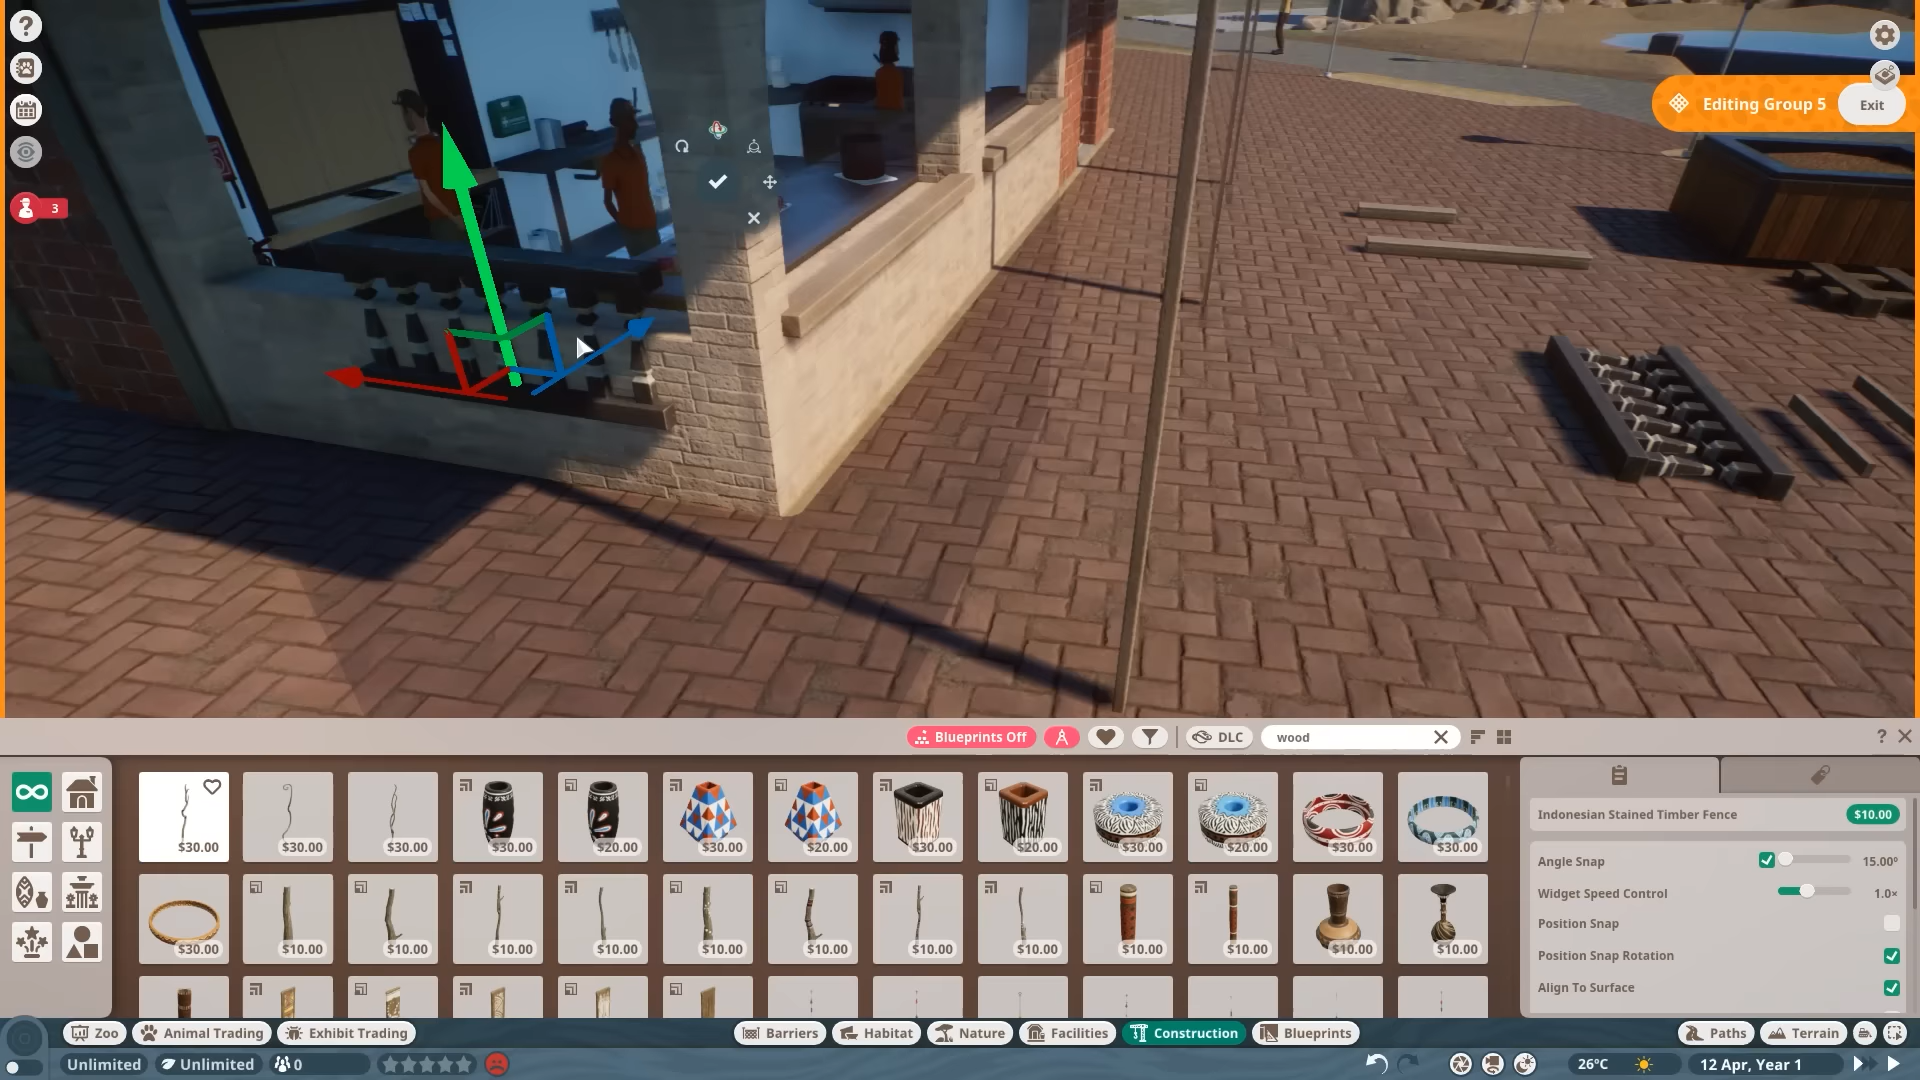 ?
3
Editing Group 5
Exit
Blueprints Off
DLC
wood
?
$30.00
$30.00
$30.00
$30.00
$20.00
$30.00
$20.00
$30.00
$20.00
$30.00
$20.00
$30.00
$30.00
$30.00
$10.00
$10.00
$10.00
$10.00
$10.00
$10.00
$10.00
$10.00
$10.00
$10.00
$10.00
$10.00
Indonesian Stained Timber Fence
$10.00
Angle Snap
15.00°
Widget Speed Control
1.0×
Position Snap
Position Snap Rotation
Align To Surface
Zoo
Animal Trading
Exhibit Trading
Barriers
Habitat
Nature
Facilities
Construction
Blueprints
Paths
Terrain
Unlimited
Unlimited
0
26°C
12 Apr, Year 1